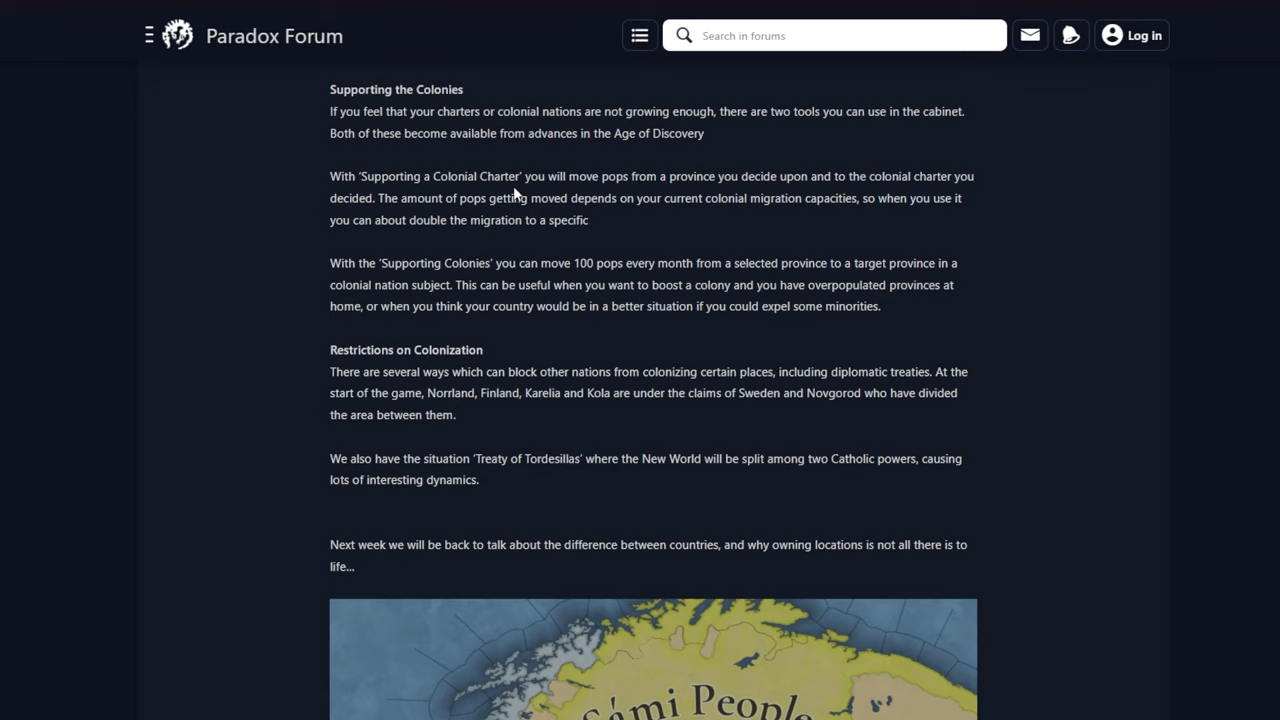 Paradox Forum
Search in forums
Log in
Supporting the Colonies
If you feel that your charters or colonial nations are not growing enough, there are two tools you can use in the cabinet.
Both of these become available from advances in the Age of Discovery
With ‘Supporting a Colonial Charter’ you will move pops from a province you decide upon and to the colonial charter you
decided. The amount of pops getting moved depends on your current colonial migration capacities, so when you use it
you can about double the migration to a specific
With the ‘Supporting Colonies’ you can move 100 pops every month from a selected province to a target province in a
colonial nation subject. This can be useful when you want to boost a colony and you have overpopulated provinces at
home, or when you think your country would be in a better situation if you could expel some minorities.
Restrictions on Colonization
There are several ways which can block other nations from colonizing certain places, including diplomatic treaties. At the
start of the game, Norrland, Finland, Karelia and Kola are under the claims of Sweden and Novgorod who have divided
the area between them.
We also have the situation ‘Treaty of Tordesillas’ where the New World will be split among two Catholic powers, causing
lots of interesting dynamics.
Next week we will be back to talk about the difference between countries, and why owning locations is not all there is to
life...
Sámi People